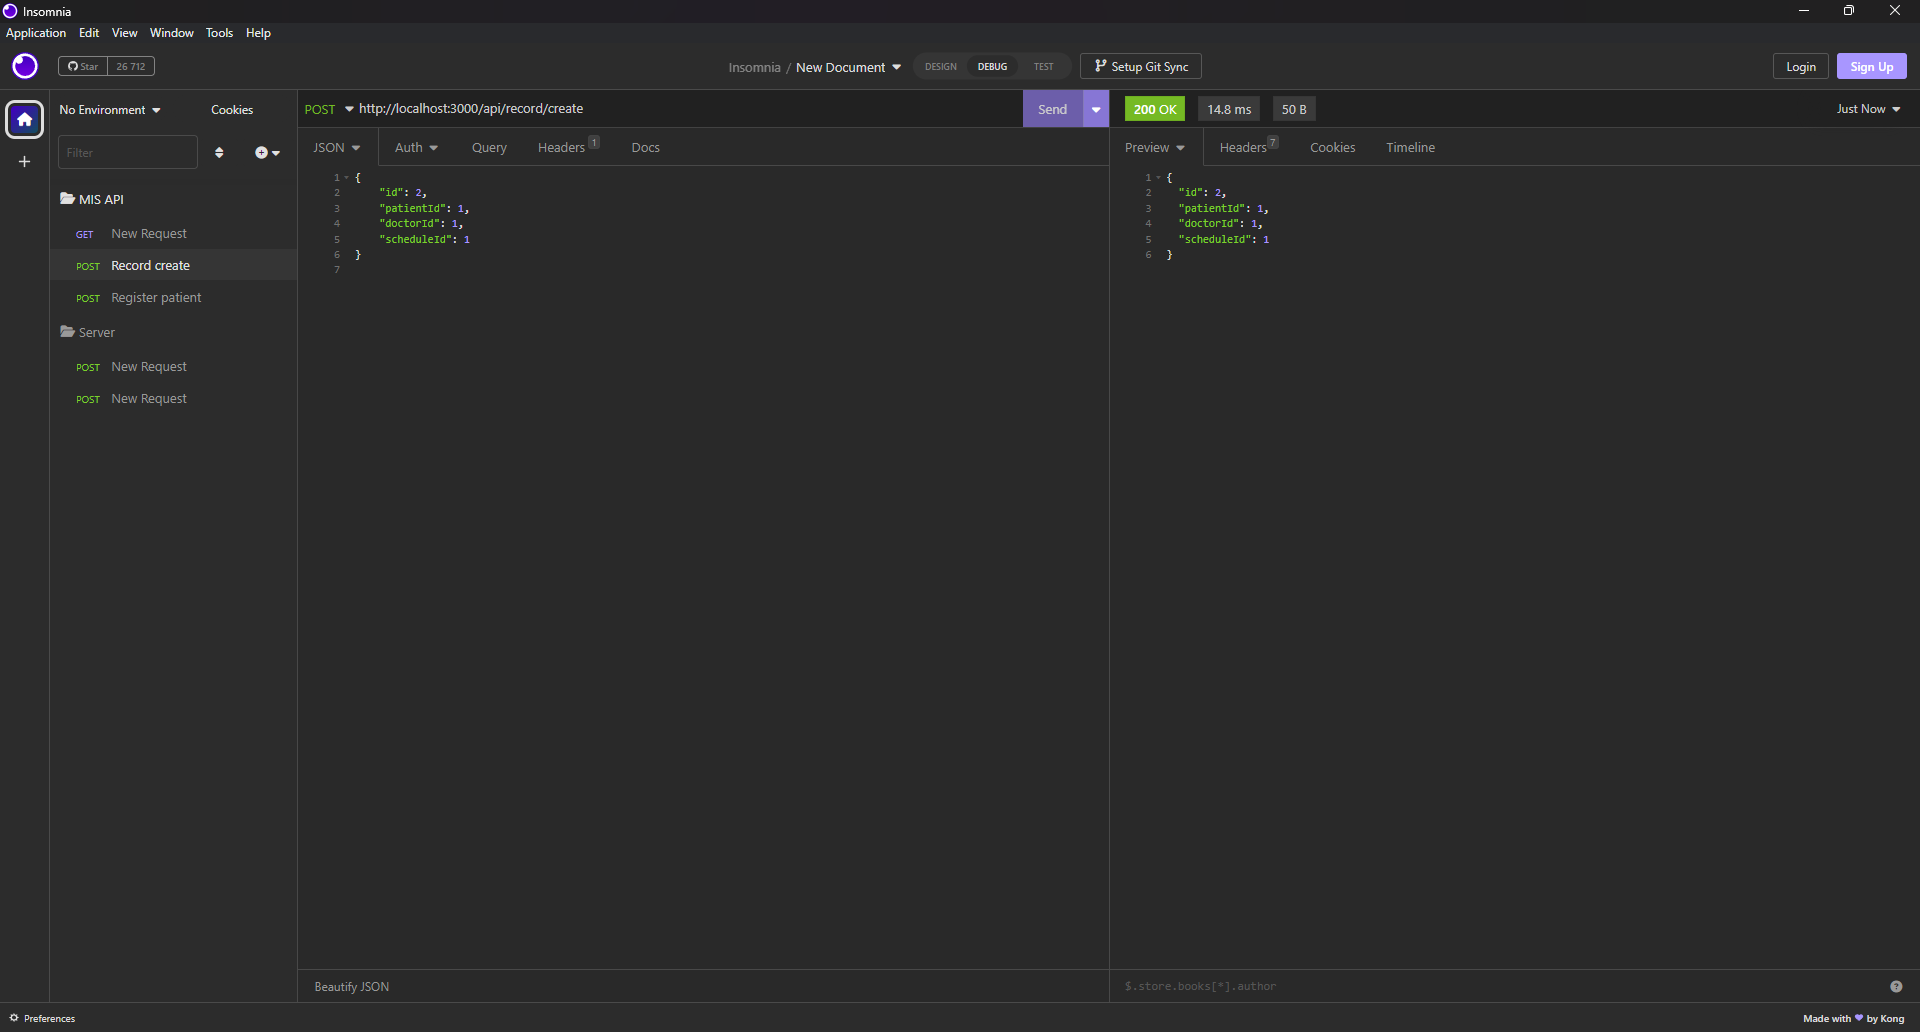 Insomnia
Application Edit View Window Tools Help
Star 26 712
Insomnia / New Document DESIGN DEBUG TEST Setup Git Sync Login Sign Up
No Environment Cookies
Filter
MIS API
GET New Request
POST Record create
POST Register patient
Server
POST New Request
POST New Request
POST http://localhost:3000/api/record/create Send
JSON Auth Query Headers 1 Docs
1 {
2 "id": 2,
3 "patientId": 1,
4 "doctorId": 1,
5 "scheduleId": 1
6 }
7
Beautify JSON
200 OK 14.8 ms 50 B Just Now
Preview Headers 7 Cookies Timeline
1 {
2 "id": 2,
3 "patientId": 1,
4 "doctorId": 1,
5 "scheduleId": 1
6 }
$.store.books[*].author
Preferences
Made with ♥ by Kong